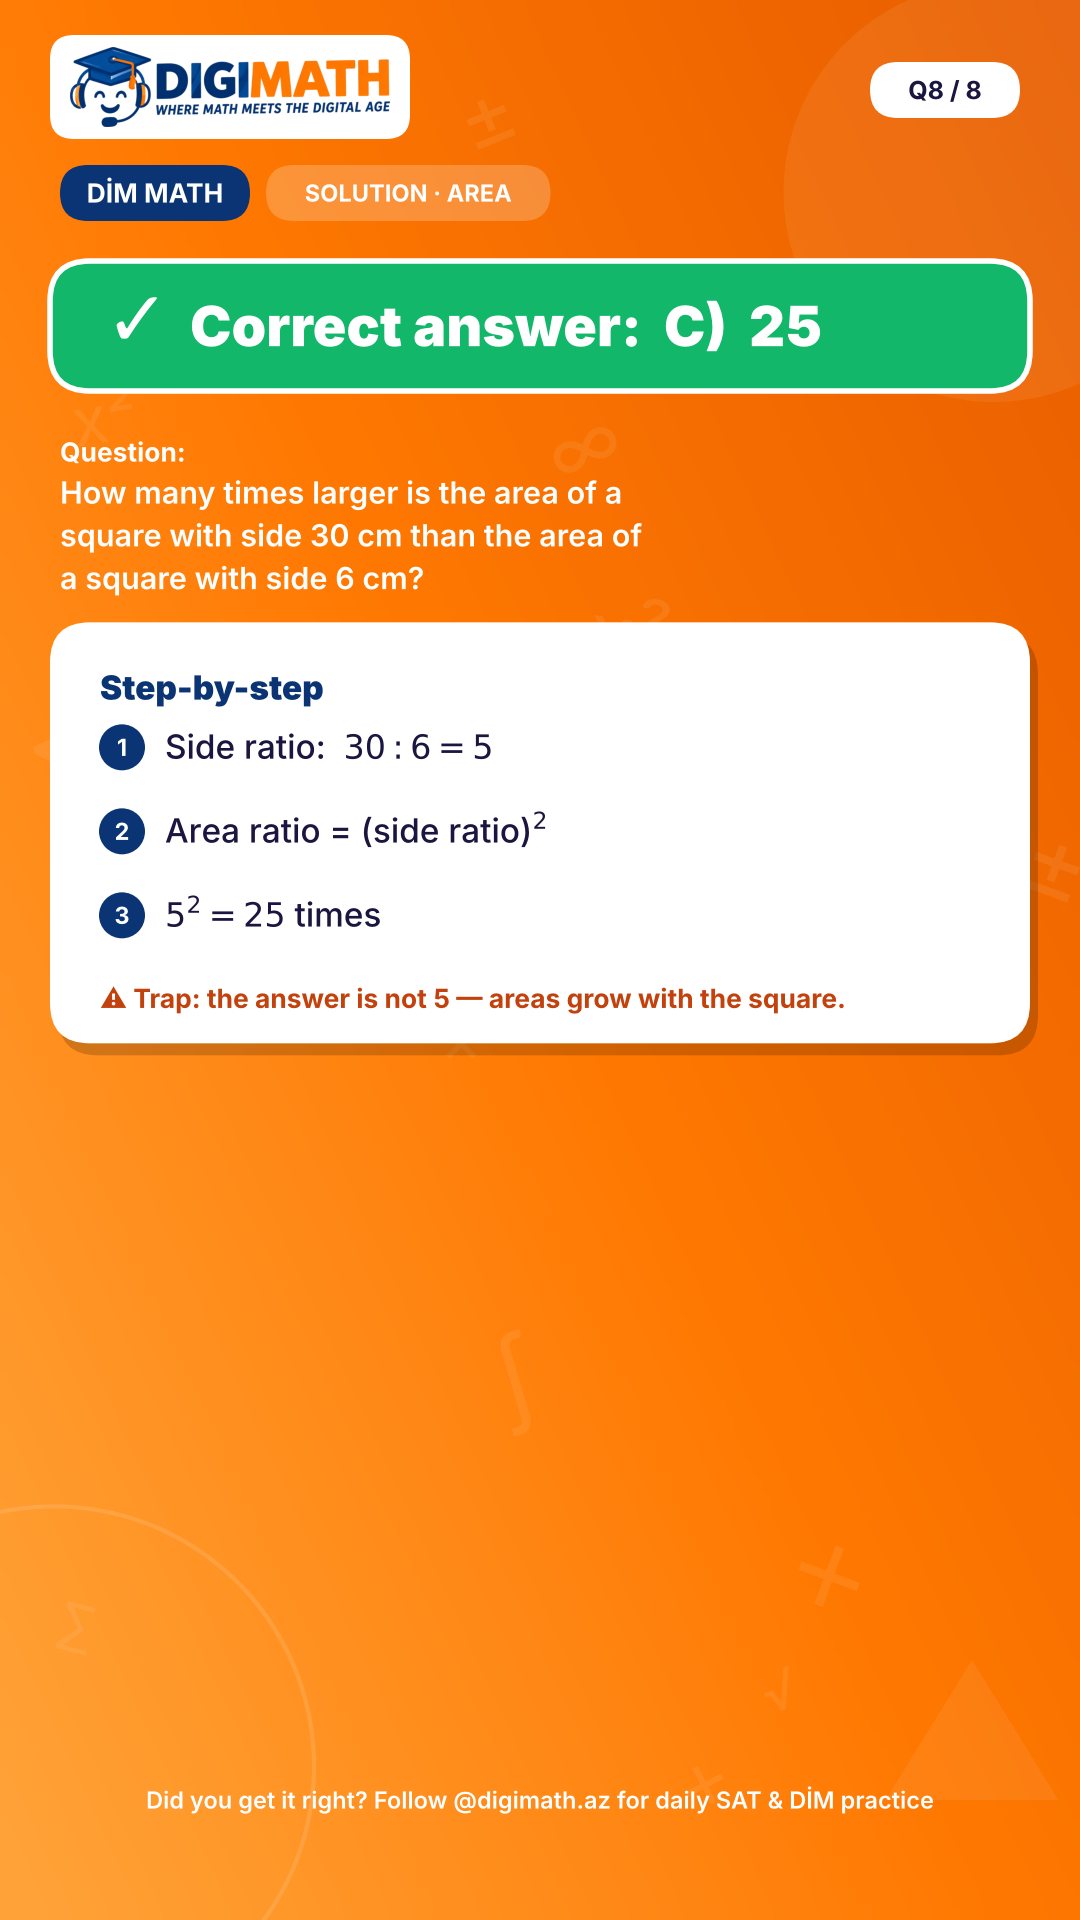 DIGIMATH
WHERE MATH MEETS THE DIGITAL AGE
Q8 / 8
DİM MATH
SOLUTION · AREA
✓ Correct answer: C) 25
Question:
How many times larger is the area of a
square with side 30 cm than the area of
a square with side 6 cm?
Step-by-step
1 Side ratio: 30 : 6 = 5
2 Area ratio = (side ratio)²
3 5² = 25 times
⚠ Trap: the answer is not 5 — areas grow with the square.
Did you get it right? Follow @digimath.az for daily SAT & DİM practice